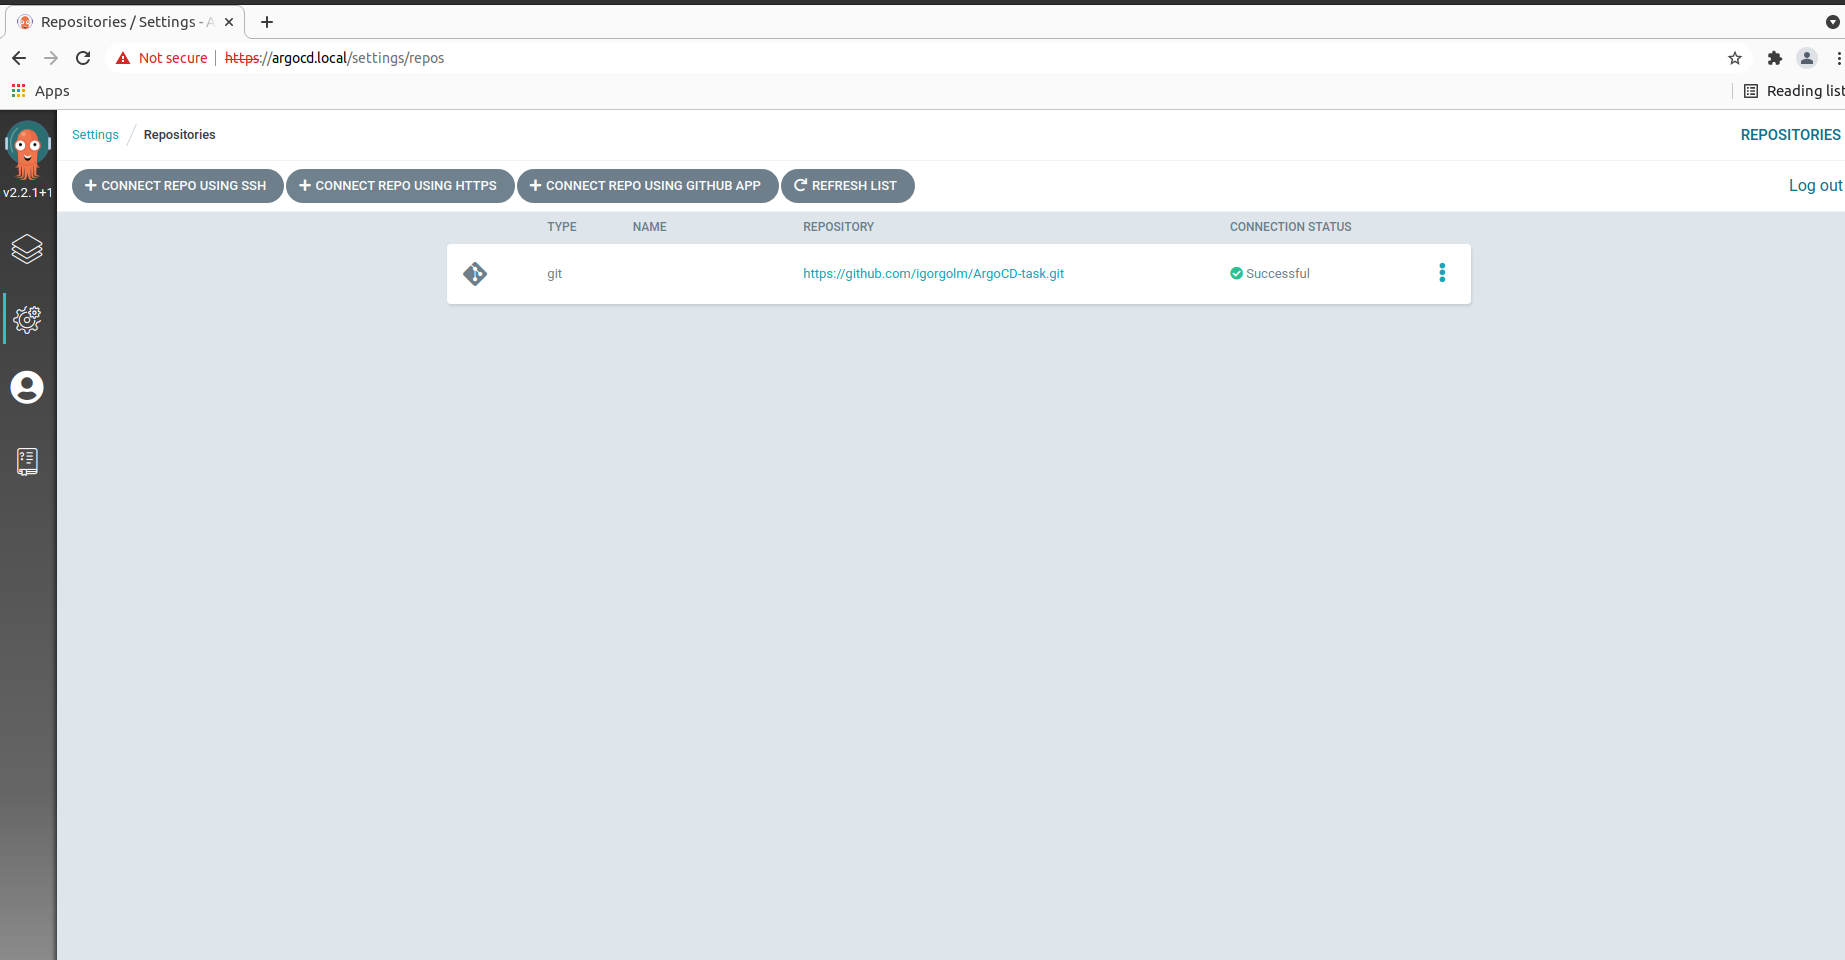 Repositories / Settings - A
Not secure
https://argocd.local/settings/repos
Apps
Reading list
v2.2.1+1
Settings / Repositories
REPOSITORIES
CONNECT REPO USING SSH
CONNECT REPO USING HTTPS
CONNECT REPO USING GITHUB APP
REFRESH LIST
Log out
TYPE NAME REPOSITORY CONNECTION STATUS
git https://github.com/igorgolm/ArgoCD-task.git Successful